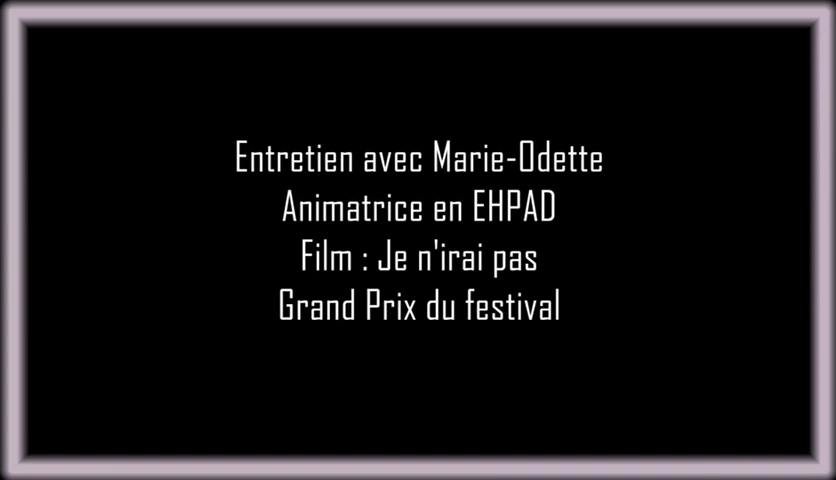 Entretien avec Marie-Odette
Animatrice en EHPAD
Film : Je n'irai pas
Grand Prix du festival